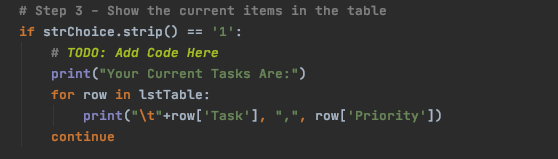 # Step 3 - Show the current items in the table
if strChoice.strip() == '1':
    # TODO: Add Code Here
    print("Your Current Tasks Are:")
    for row in lstTable:
        print("\t"+row['Task'], ",", row['Priority'])
    continue